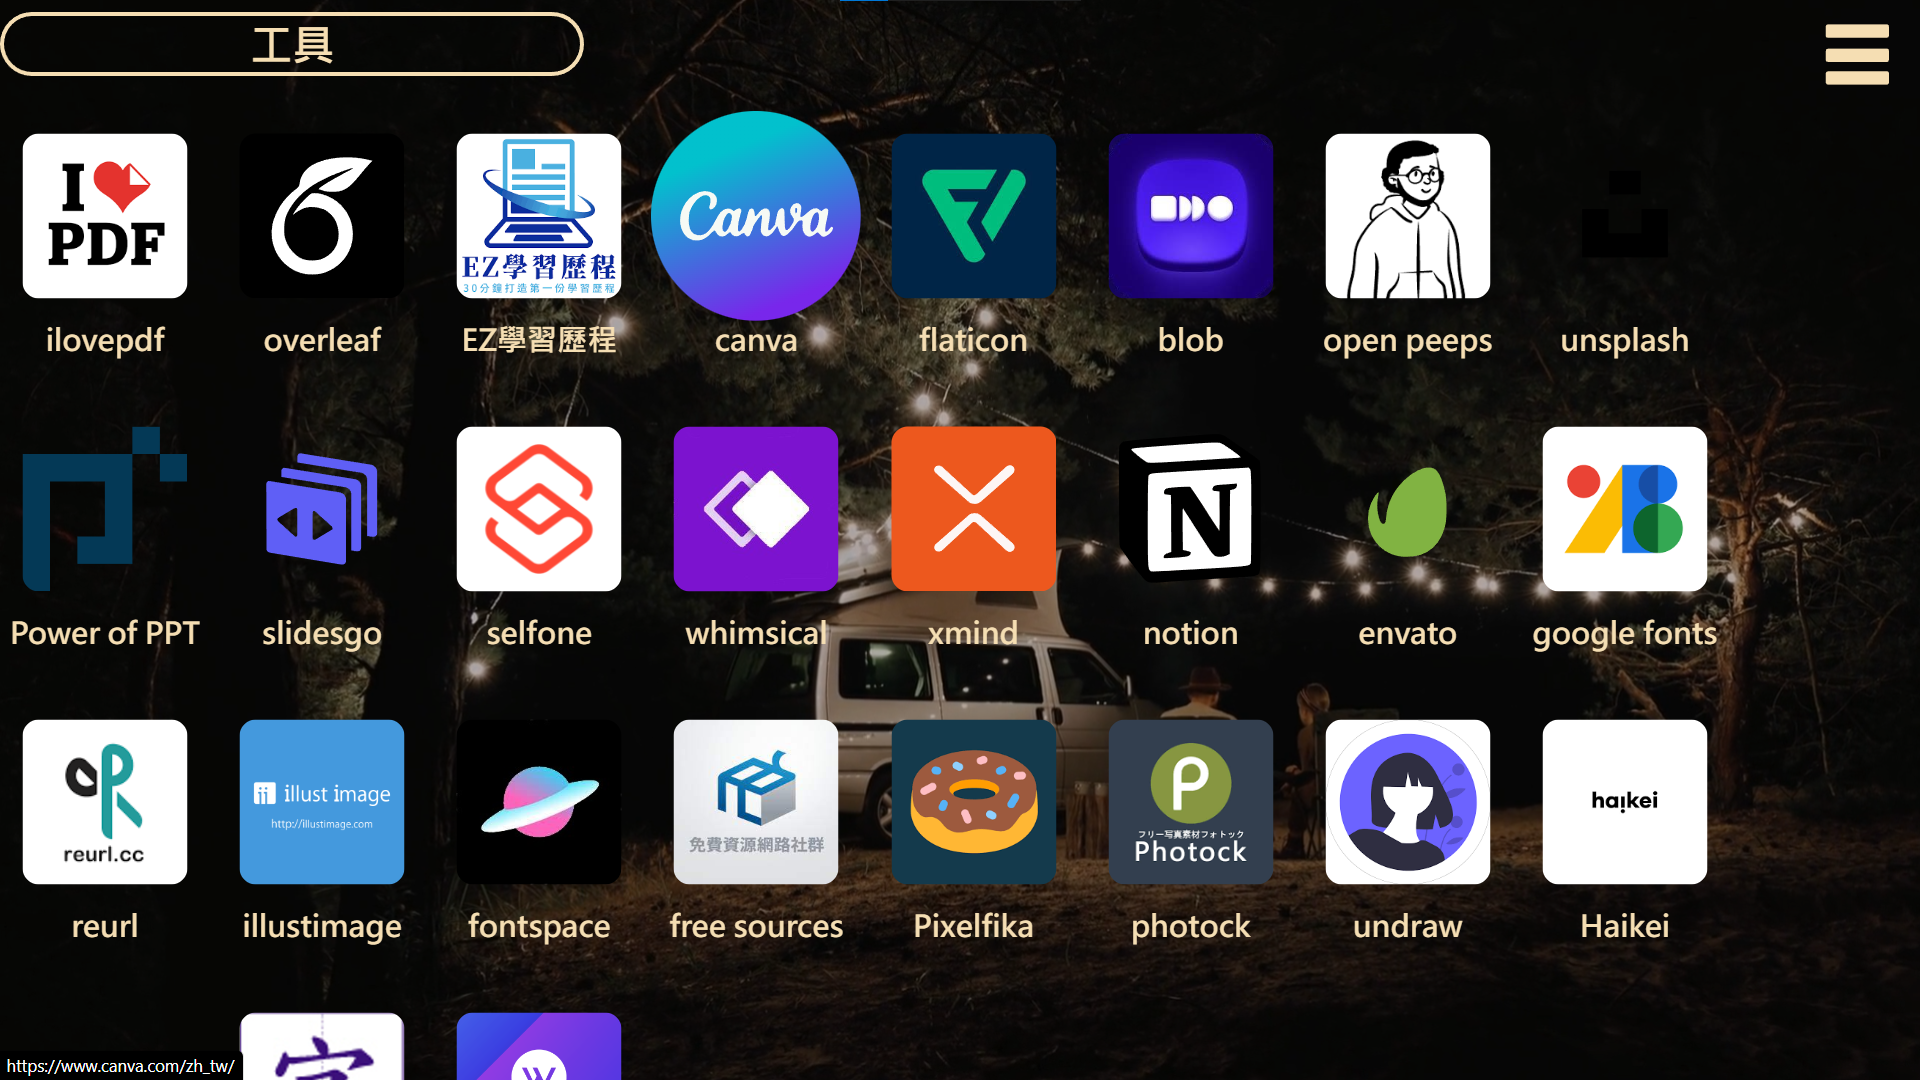 工具
I
PDF
EZ學習歷程
30分鐘打造第一份學習歷程
Canva
ilovepdf
overleaf
EZ學習歷程
canva
flaticon
blob
open peeps
unsplash
N
Power of PPT
slidesgo
selfone
whimsical
xmind
notion
envato
google fonts
reurl.cc
illust image
http://illustimage.com
免費資源網路社群
P
フリー写真素材フォトック
Photock
haikei
reurl
illustimage
fontspace
free sources
Pixelfika
photock
undraw
Haikei
W
https://www.canva.com/zh_tw/